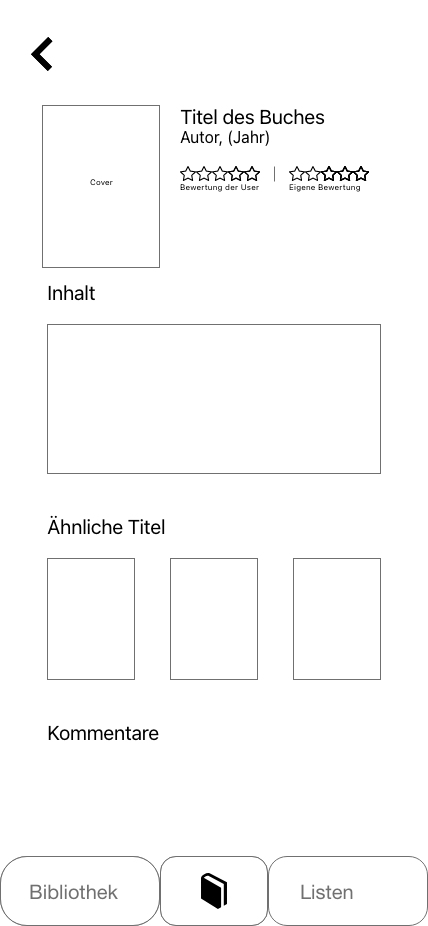 Titel des Buches
Autor, (Jahr)
Cover
Bewertung der User
Eigene Bewertung
Inhalt
Ähnliche Titel
Kommentare
Bibliothek
Listen